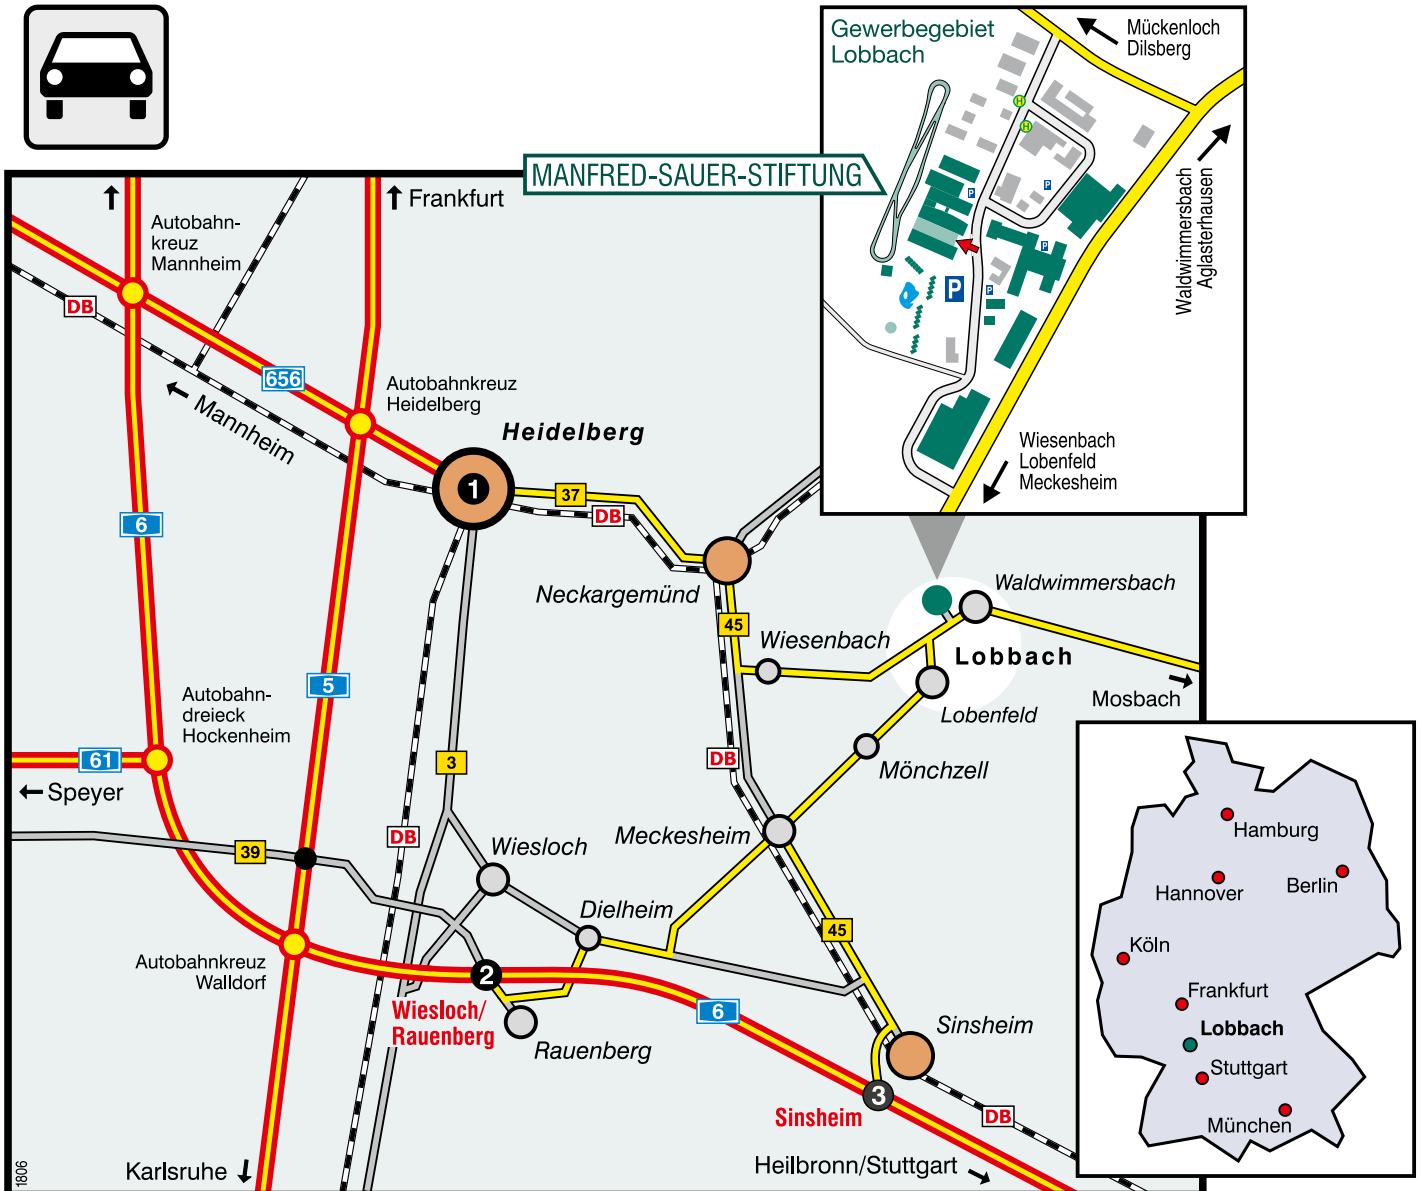 Gewerbegebiet
Lobbach
Mückenloch
Dilsberg
H
H
P
P
P
P
P
Waldwimmersbach
Aglasterhausen
Wiesenbach
Lobenfeld
Meckesheim
MANFRED-SAUER-STIFTUNG
Frankfurt
Autobahn-
kreuz
Mannheim
DB
656
Autobahnkreuz
Heidelberg
Mannheim
Heidelberg
1
37
DB
6
Neckargemünd
45
Wiesenbach
Waldwimmersbach
Lobbach
Lobenfeld
Mosbach
5
Autobahn-
dreieck
Hockenheim
61
Speyer
3
DB
Mönchzell
Meckesheim
DB
39
Wiesloch
Dielheim
45
Autobahnkreuz
Walldorf
2
Wiesloch/
Rauenberg
6
Rauenberg
Sinsheim
3
Sinsheim
DB
Karlsruhe
Heilbronn/Stuttgart
1806
Hamburg
Hannover
Berlin
Köln
Frankfurt
Lobbach
Stuttgart
München